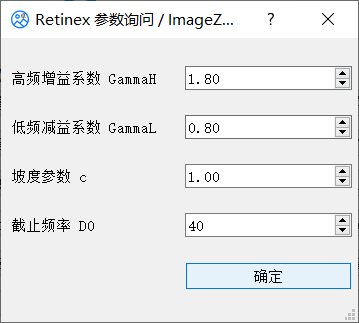 Retinex 参数询问 / ImageZ...
高频增益系数 GammaH 1.80
低频减益系数 GammaL 0.80
坡度参数 c 1.00
截止频率 D0 40
确定